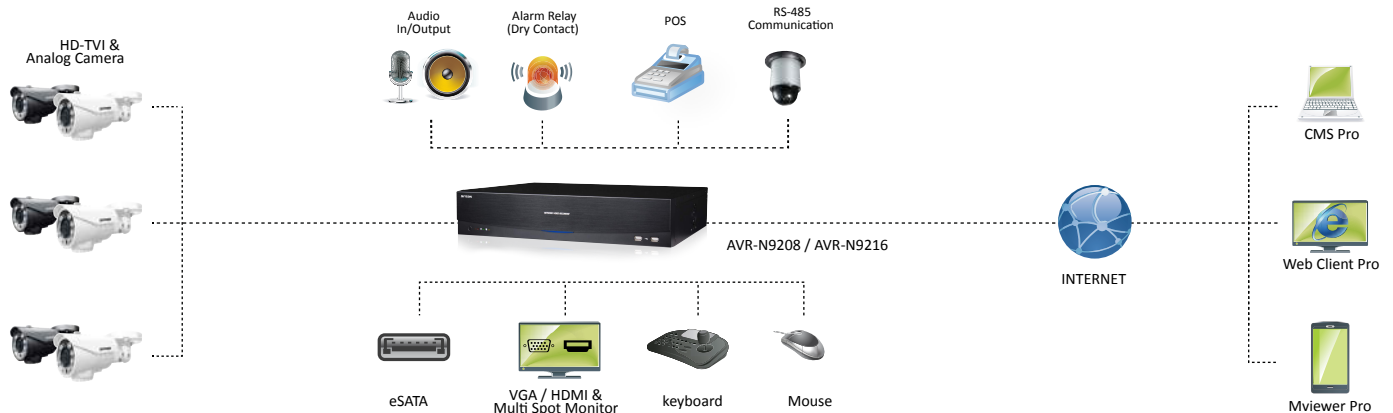 Audio
In/Output
Alarm Relay
(Dry Contact)
POS
RS-485
Communication
HD-TVI &
Analog Camera
CMS Pro
AVR-N9208 / AVR-N9216
INTERNET
Web Client Pro
eSATA
VGA / HDMI &
Multi Spot Monitor
keyboard
Mouse
Mviewer Pro